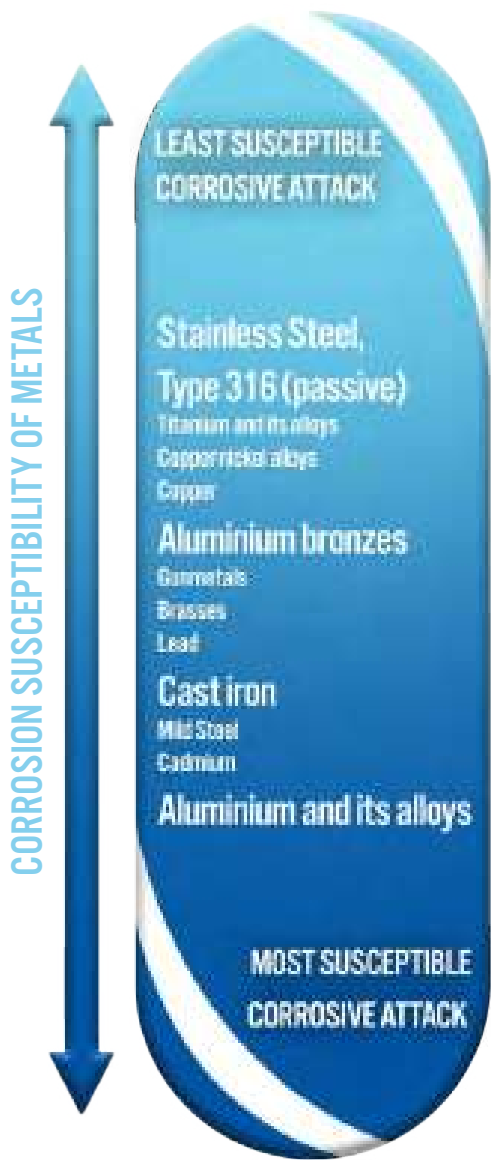 CORROSION SUSCEPTIBILITY OF METALS
LEAST SUSCEPTIBLE
CORROSIVE ATTACK
Stainless Steel,
Type 316 (passive)
Titanium and its alloys
Copper nickel alloys
Copper
Aluminium bronzes
Gunmetals
Brasses
Lead
Cast iron
Mild Steel
Cadmium
Aluminium and its alloys
MOST SUSCEPTIBLE
CORROSIVE ATTACK